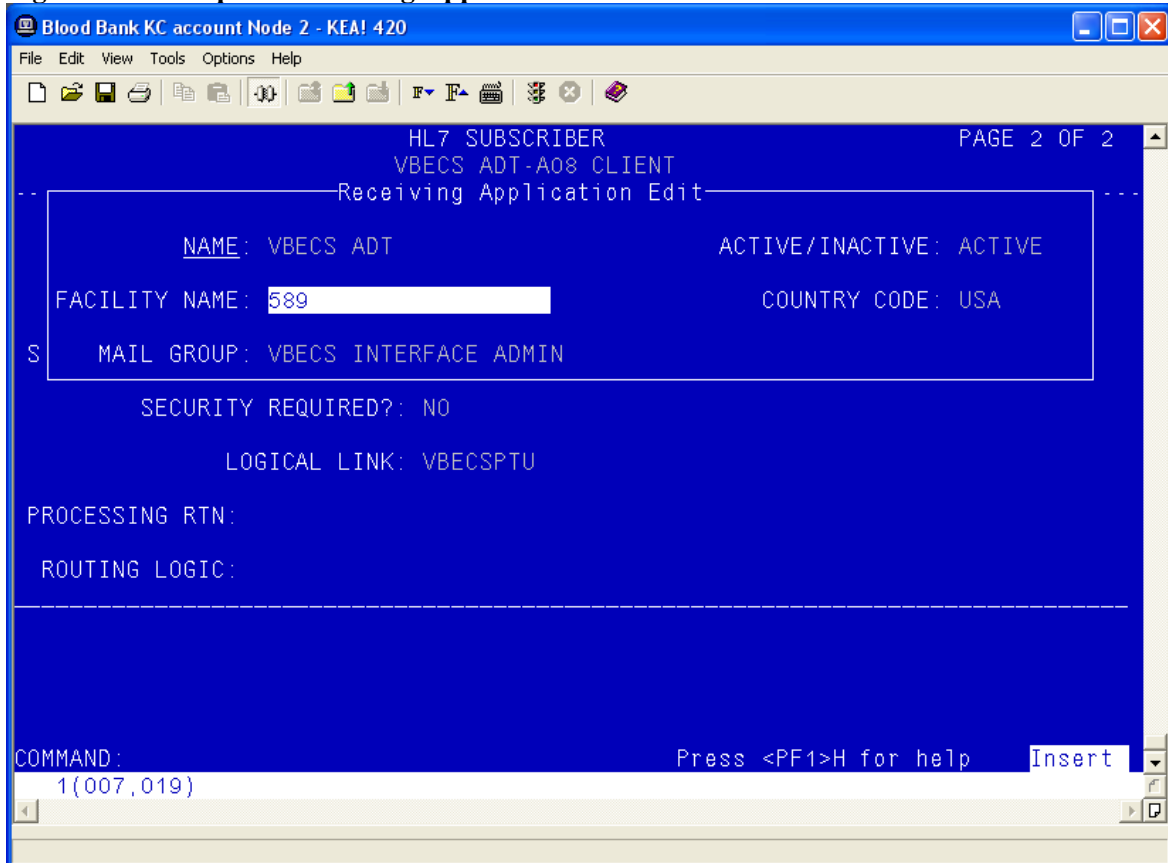 Blood Bank KC account Node 2 - KEA! 420
File Edit View Tools Options Help
HL7 SUBSCRIBER PAGE 2 OF 2
VBECS ADT-A08 CLIENT
-- Receiving Application Edit ---
NAME: VBECS ADT ACTIVE/INACTIVE: ACTIVE
FACILITY NAME: 589 COUNTRY CODE: USA
S MAIL GROUP: VBECS INTERFACE ADMIN
SECURITY REQUIRED?: NO
LOGICAL LINK: VBECSPTU
PROCESSING RTN:
ROUTING LOGIC:
COMMAND: Press <PF1>H for help Insert
1(007,019)